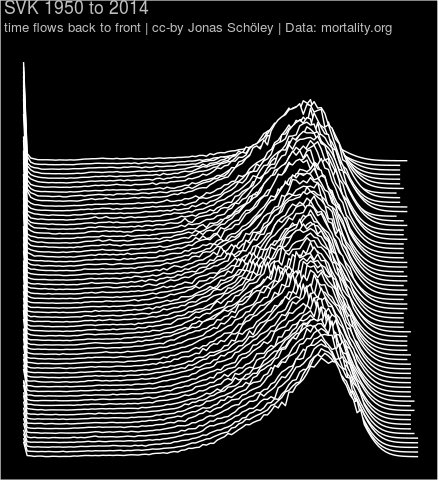 SVK 1950 to 2014
time flows back to front | cc-by Jonas Schöley | Data: mortality.org